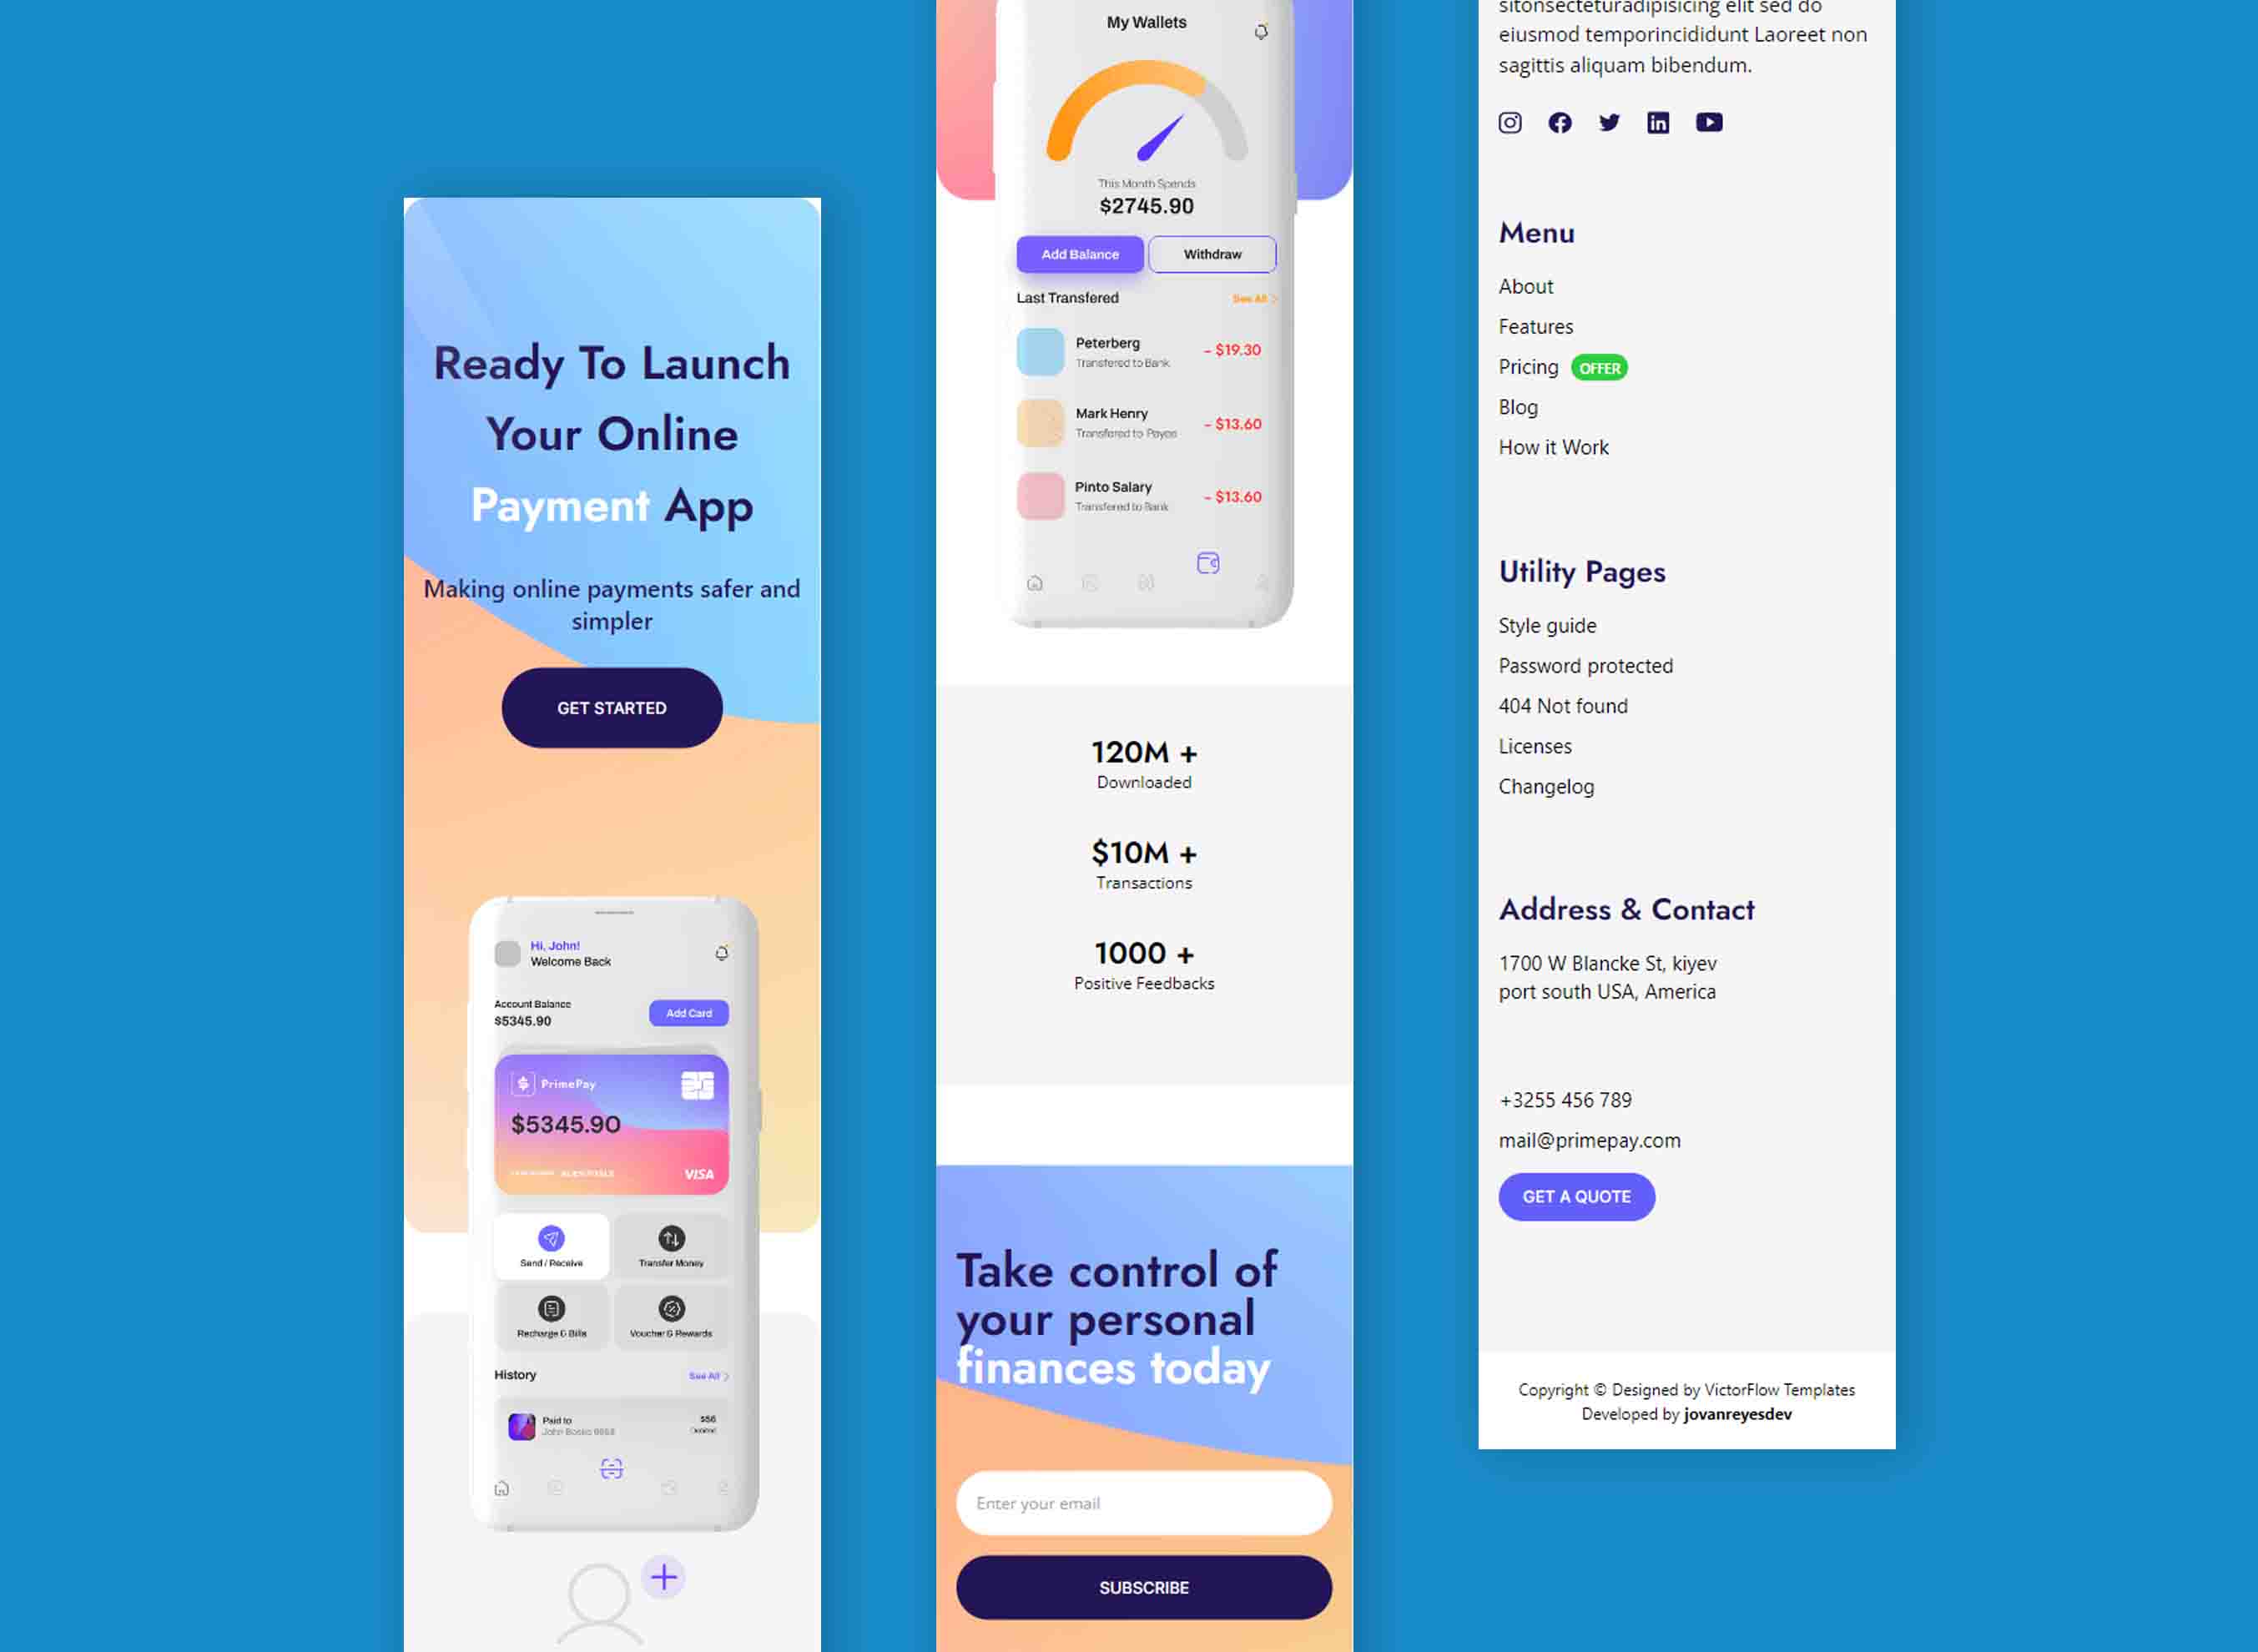 Ready To Launch
Your Online
Payment App
Making online payments safer and
simpler
GET STARTED
Hi, John!
Welcome Back
Account Balance
$5345.90
Add Card
PrimePay
$5345.90
VISA
Send / Receive
Transfer Money
Recharge & Bills
Voucher & Rewards
History
See All
Paid to
$56
My Wallets
This Month Spends
$2745.90
Add Balance
Withdraw
Last Transfered
See All
Peterberg
Transfered to Bank
- $19.30
Mark Henry
Transfered to
- $13.60
Pinto Salary
Transfered to Bank
- $13.60
120M +
Downloaded
$10M +
Transactions
1000 +
Positive Feedbacks
Take control of
your personal
finances today
Enter your email
SUBSCRIBE
sitonsecteturadipisicing elit sed do
eiusmod temporincididunt Laoreet non
sagittis aliquam bibendum.
Menu
About
Features
Pricing OFFER
Blog
How it Work
Utility Pages
Style guide
Password protected
404 Not found
Licenses
Changelog
Address & Contact
1700 W Blancke St, kiyev
port south USA, America
+3255 456 789
mail@primepay.com
GET A QUOTE
Copyright © Designed by VictorFlow Templates
Developed by jovanreyesdev